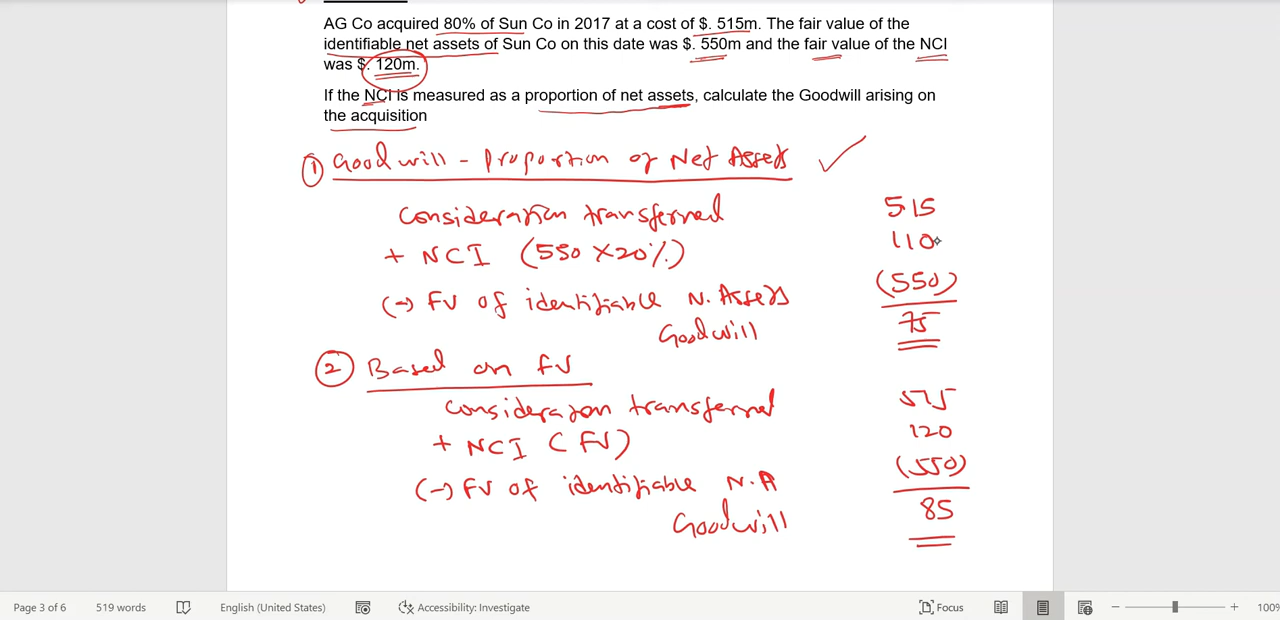 AG Co acquired 80% of Sun Co in 2017 at a cost of $. 515m. The fair value of the
identifiable net assets of Sun Co on this date was $. 550m and the fair value of the NCI
was $. 120m.
If the NCI is measured as a proportion of net assets, calculate the Goodwill arising on
the acquisition
① Goodwill - Proportion of Net Assets ✓
Consideration transferred 515
+ NCI (550 × 20%) 110
(-) FV of identifiable N. Assets (550)
Goodwill 75
② Based on FV
Consideration transferred 515
+ NCI (FV) 120
(-) FV of identifiable N.A (550)
Goodwill 85
Page 3 of 6 519 words English (United States) Accessibility: Investigate Focus − + 100%